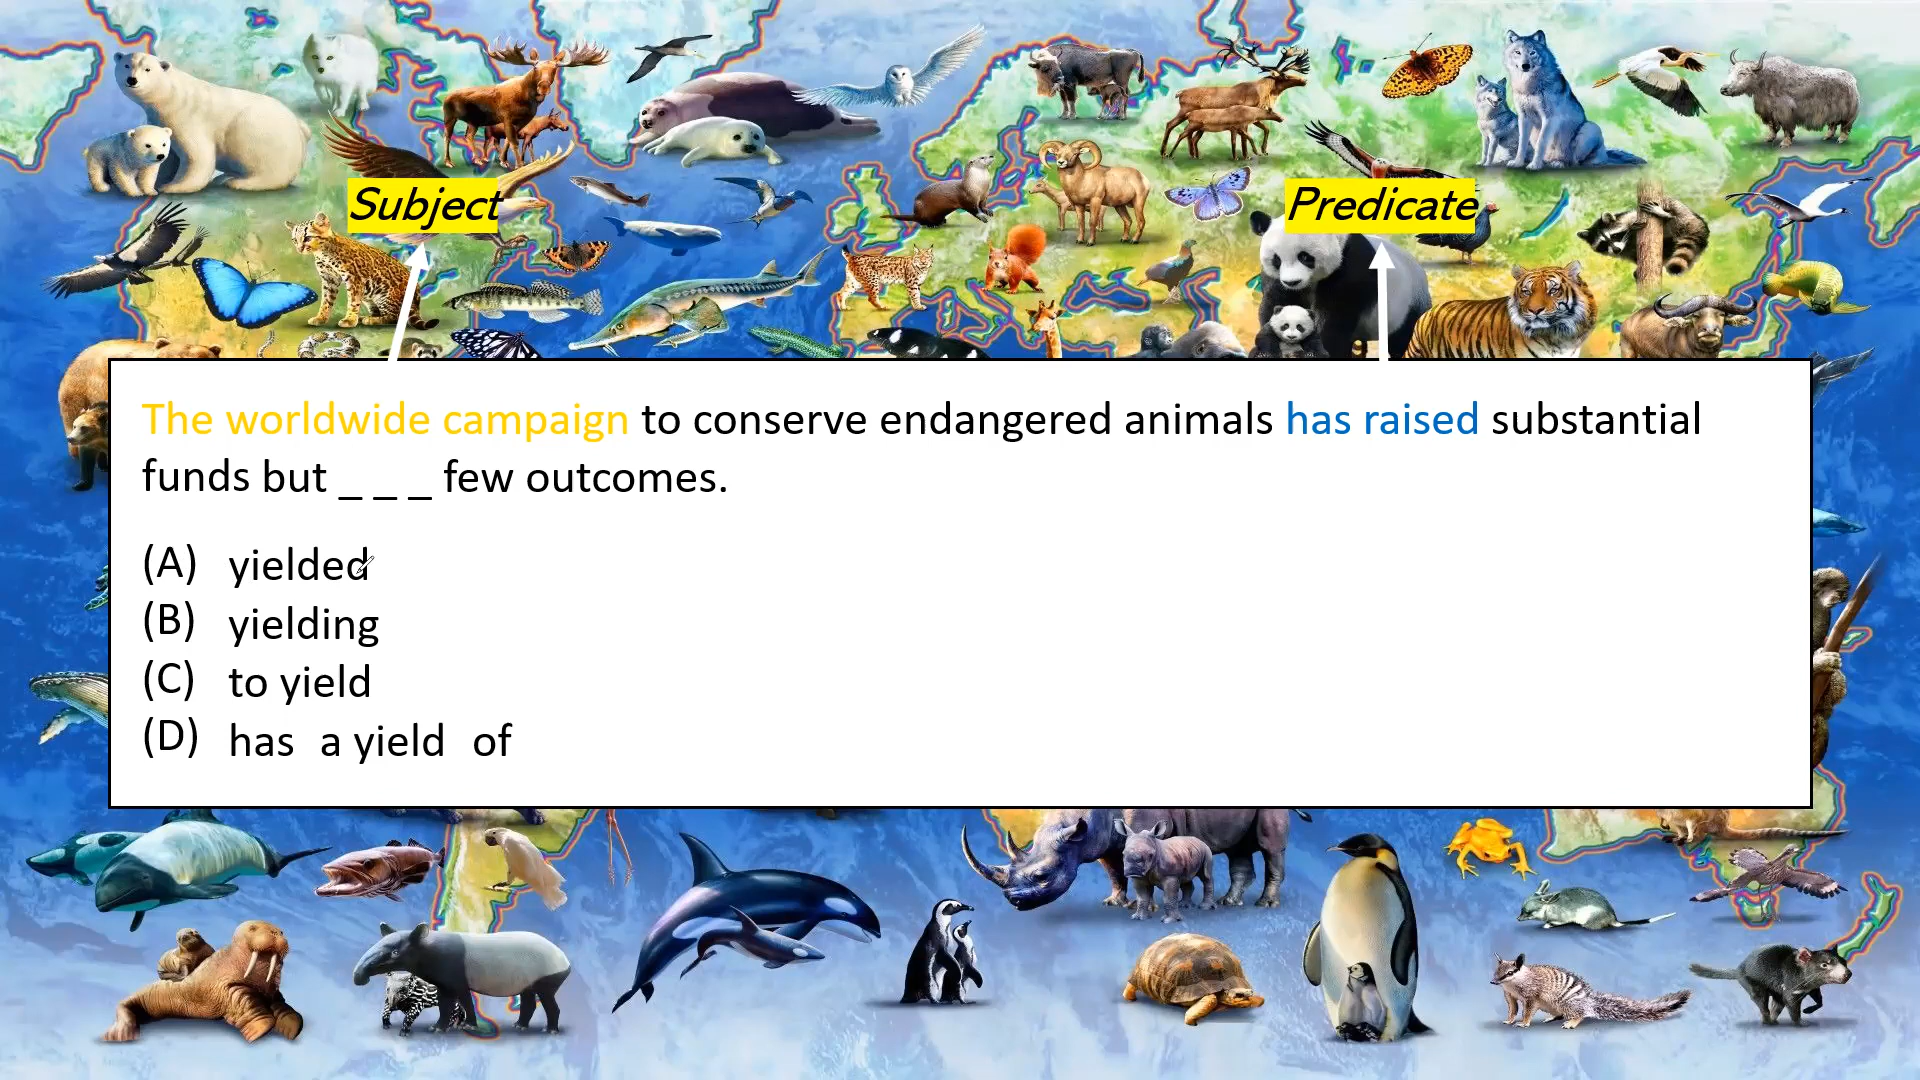 Subject
Predicate
The worldwide campaign to conserve endangered animals has raised substantial
funds but _ _ _ few outcomes.
(A) yielded
(B) yielding
(C) to yield
(D) has a yield of